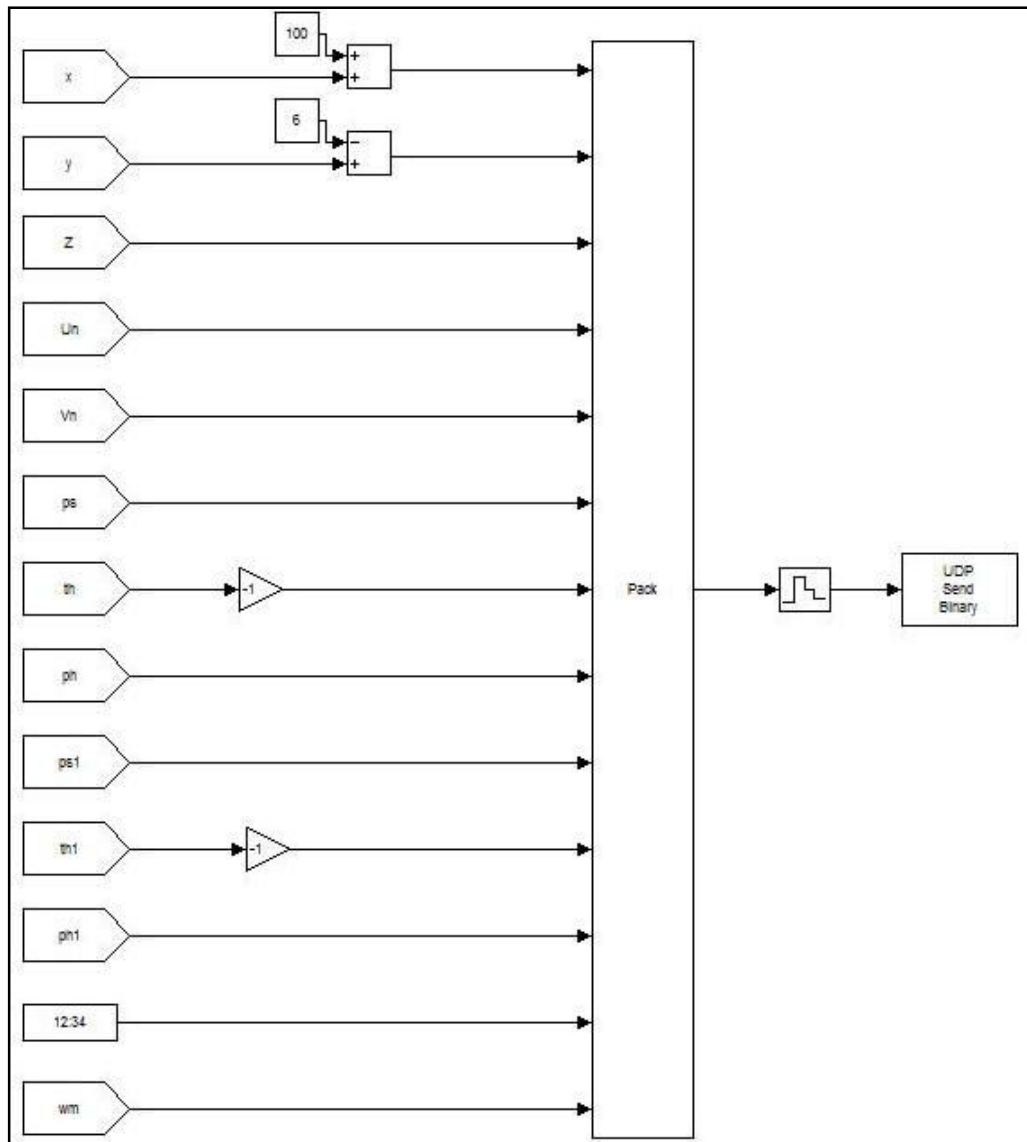 100
+
+
x
6
−
+
y
Z
Un
Vn
ps
th
-1
Pack
UDP
Send
Binary
ph
ps1
th1
-1
ph1
12:34
wm